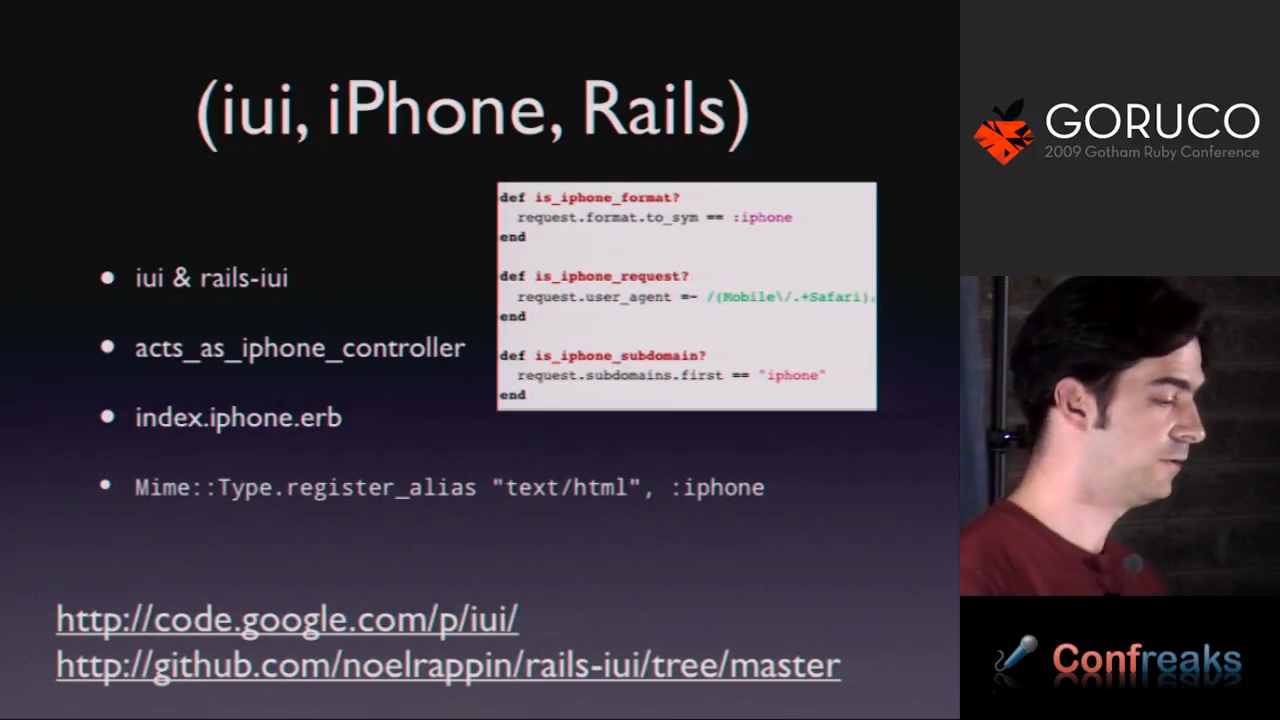 (iui, iPhone, Rails)
iui & rails-iui
acts_as_iphone_controller
index.iphone.erb
Mime::Type.register_alias "text/html", :iphone
def is_iphone_format?
request.format.to_sym == :iphone
end
def is_iphone_request?
request.user_agent =~ /(Mobile\/.+Safari)
end
def is_iphone_subdomain?
request.subdomains.first == "iphone"
end
http://code.google.com/p/iui/
http://github.com/noelrappin/rails-iui/tree/master
GORUCO
2009 Gotham Ruby Conference
Confreaks